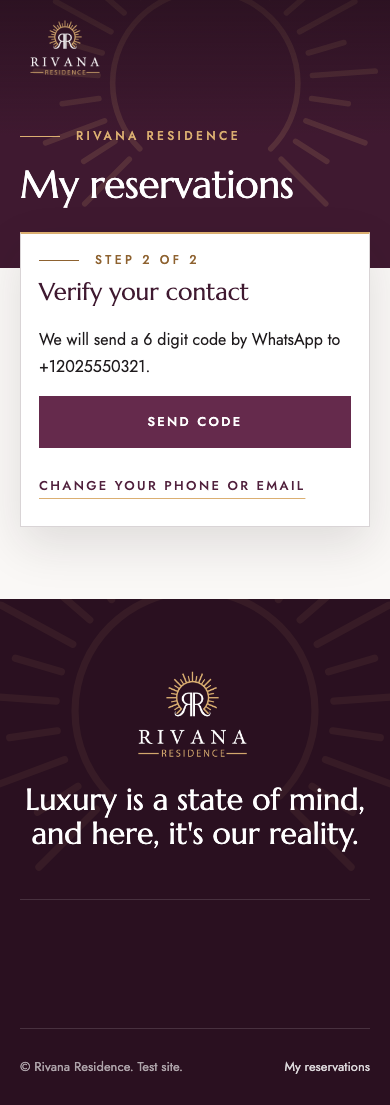 RIVANA
RESIDENCE
RIVANA RESIDENCE
My reservations
STEP 2 OF 2
Verify your contact
We will send a 6 digit code by WhatsApp to
+12025550321.
SEND CODE
CHANGE YOUR PHONE OR EMAIL
RIVANA
RESIDENCE
Luxury is a state of mind,
and here, it's our reality.
© Rivana Residence. Test site.
My reservations